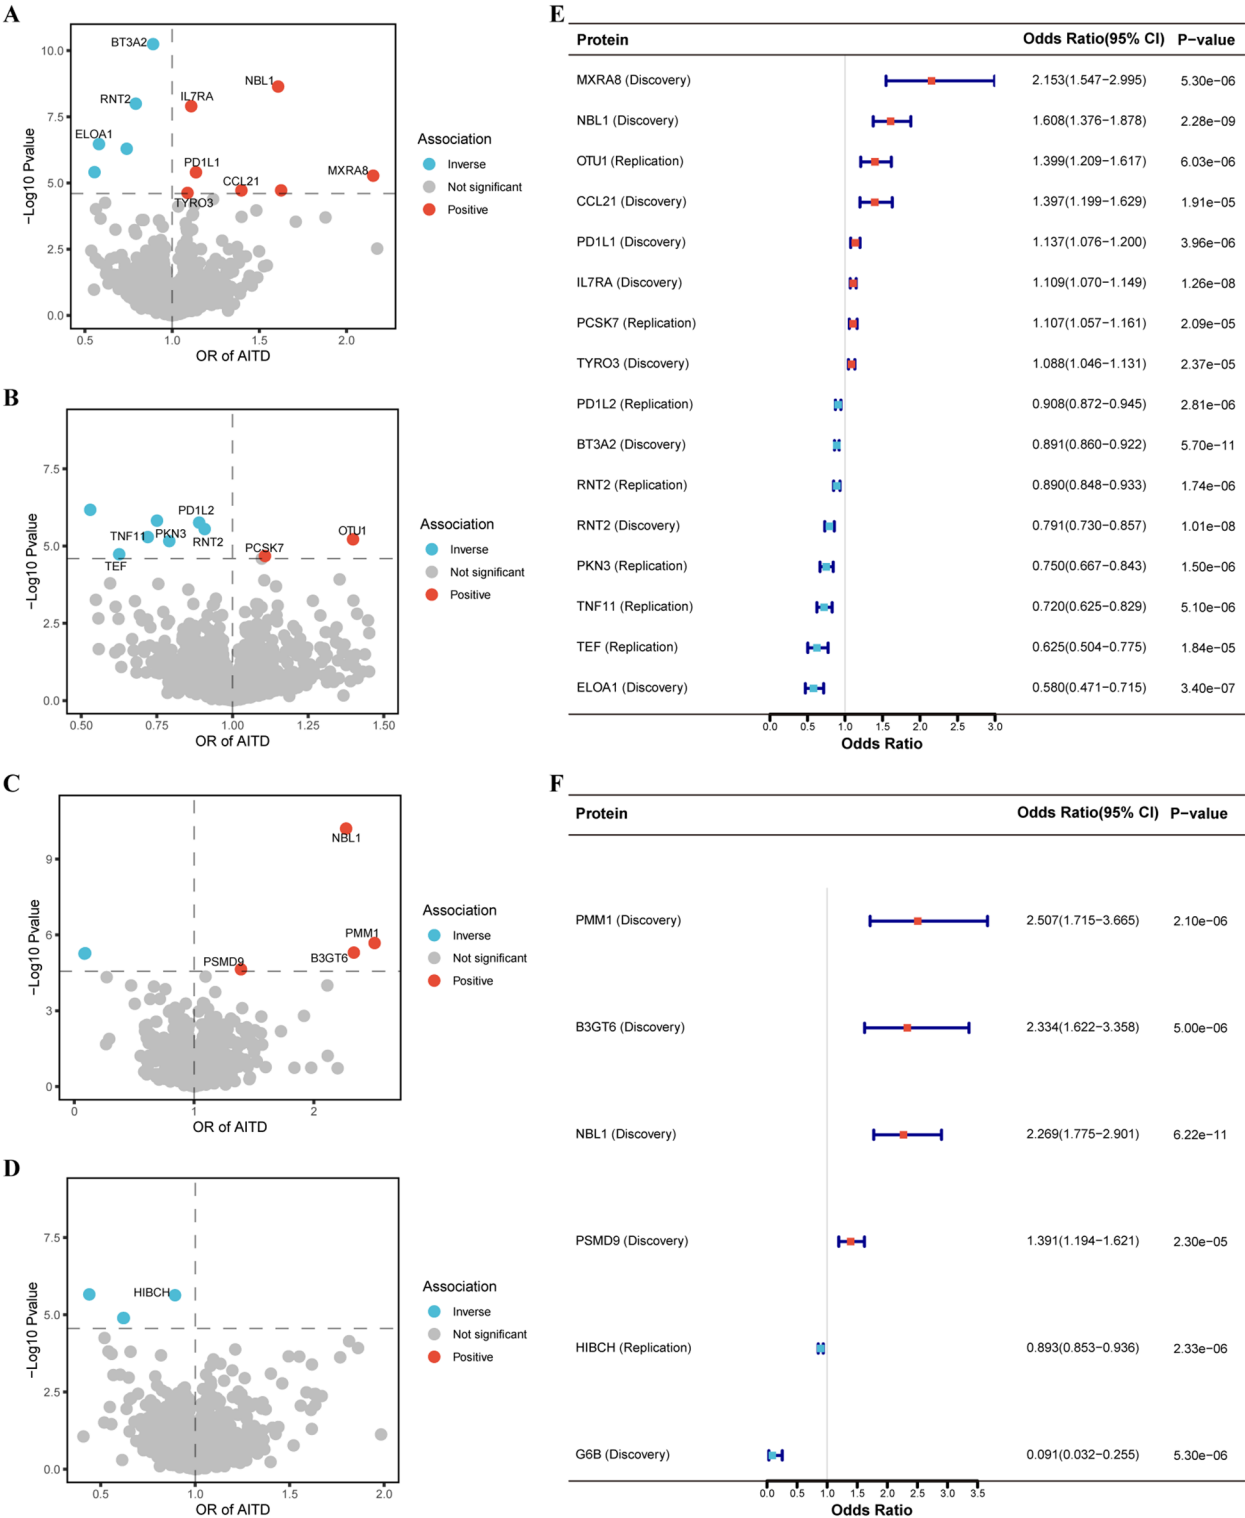 A
10.0
7.5
5.0
2.5
0.0
−Log10 Pvalue
BT3A2
NBL1
RNT2
IL7RA
ELOA1
PD1L1
MXRA8
CCL21
TYRO3
0.5
1.0
1.5
2.0
OR of AITD
Association
Inverse
Not significant
Positive
B
7.5
5.0
2.5
0.0
−Log10 Pvalue
PD1L2
OTU1
TNF11
PKN3
RNT2
PCSK7
TEF
0.50
0.75
1.00
1.25
1.50
OR of AITD
Association
Inverse
Not significant
Positive
C
9
6
3
0
−Log10 Pvalue
NBL1
PMM1
B3GT6
PSMD9
0
1
2
OR of AITD
Association
Inverse
Not significant
Positive
D
7.5
5.0
2.5
0.0
−Log10 Pvalue
HIBCH
0.5
1.0
1.5
2.0
OR of AITD
Association
Inverse
Not significant
Positive
E
Protein Odds Ratio(95% CI) P−value
MXRA8 (Discovery) 2.153(1.547−2.995) 5.30e−06
NBL1 (Discovery) 1.608(1.376−1.878) 2.28e−09
OTU1 (Replication) 1.399(1.209−1.617) 6.03e−06
CCL21 (Discovery) 1.397(1.199−1.629) 1.91e−05
PD1L1 (Discovery) 1.137(1.076−1.200) 3.96e−06
IL7RA (Discovery) 1.109(1.070−1.149) 1.26e−08
PCSK7 (Replication) 1.107(1.057−1.161) 2.09e−05
TYRO3 (Discovery) 1.088(1.046−1.131) 2.37e−05
PD1L2 (Replication) 0.908(0.872−0.945) 2.81e−06
BT3A2 (Discovery) 0.891(0.860−0.922) 5.70e−11
RNT2 (Replication) 0.890(0.848−0.933) 1.74e−06
RNT2 (Discovery) 0.791(0.730−0.857) 1.01e−08
PKN3 (Replication) 0.750(0.667−0.843) 1.50e−06
TNF11 (Replication) 0.720(0.625−0.829) 5.10e−06
TEF (Replication) 0.625(0.504−0.775) 1.84e−05
ELOA1 (Discovery) 0.580(0.471−0.715) 3.40e−07
0.0 0.5 1.0 1.5 2.0 2.5 3.0
Odds Ratio
F
Protein Odds Ratio(95% CI) P−value
PMM1 (Discovery) 2.507(1.715−3.665) 2.10e−06
B3GT6 (Discovery) 2.334(1.622−3.358) 5.00e−06
NBL1 (Discovery) 2.269(1.775−2.901) 6.22e−11
PSMD9 (Discovery) 1.391(1.194−1.621) 2.30e−05
HIBCH (Replication) 0.893(0.853−0.936) 2.33e−06
G6B (Discovery) 0.091(0.032−0.255) 5.30e−06
0.0 0.5 1.0 1.5 2.0 2.5 3.0 3.5
Odds Ratio